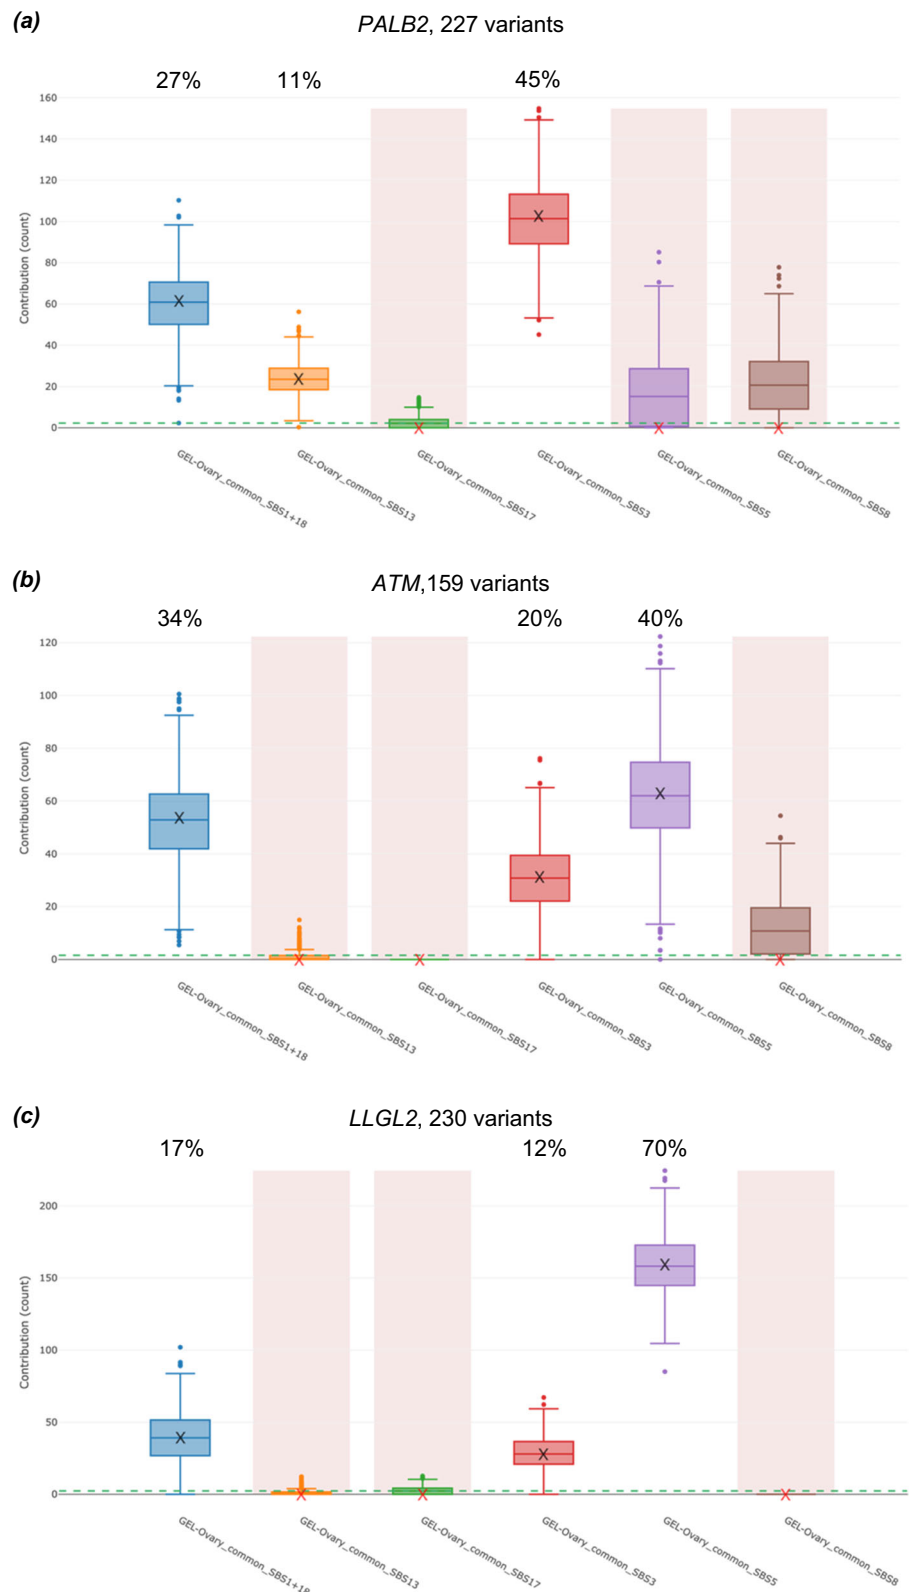 (a)
PALB2, 227 variants
27% 11% 45%
160
140
120
100
80
60
40
20
0
Contribution (count)
GEL-Ovary_common_SBS1+18
GEL-Ovary_common_SBS13
GEL-Ovary_common_SBS17
GEL-Ovary_common_SBS3
GEL-Ovary_common_SBS5
GEL-Ovary_common_SBS8
(b)
ATM,159 variants
34% 20% 40%
120
100
80
60
40
20
0
Contribution (count)
GEL-Ovary_common_SBS1+18
GEL-Ovary_common_SBS13
GEL-Ovary_common_SBS17
GEL-Ovary_common_SBS3
GEL-Ovary_common_SBS5
GEL-Ovary_common_SBS8
(c)
LLGL2, 230 variants
17% 12% 70%
200
150
100
50
0
Contribution (count)
GEL-Ovary_common_SBS1+18
GEL-Ovary_common_SBS13
GEL-Ovary_common_SBS17
GEL-Ovary_common_SBS3
GEL-Ovary_common_SBS5
GEL-Ovary_common_SBS8